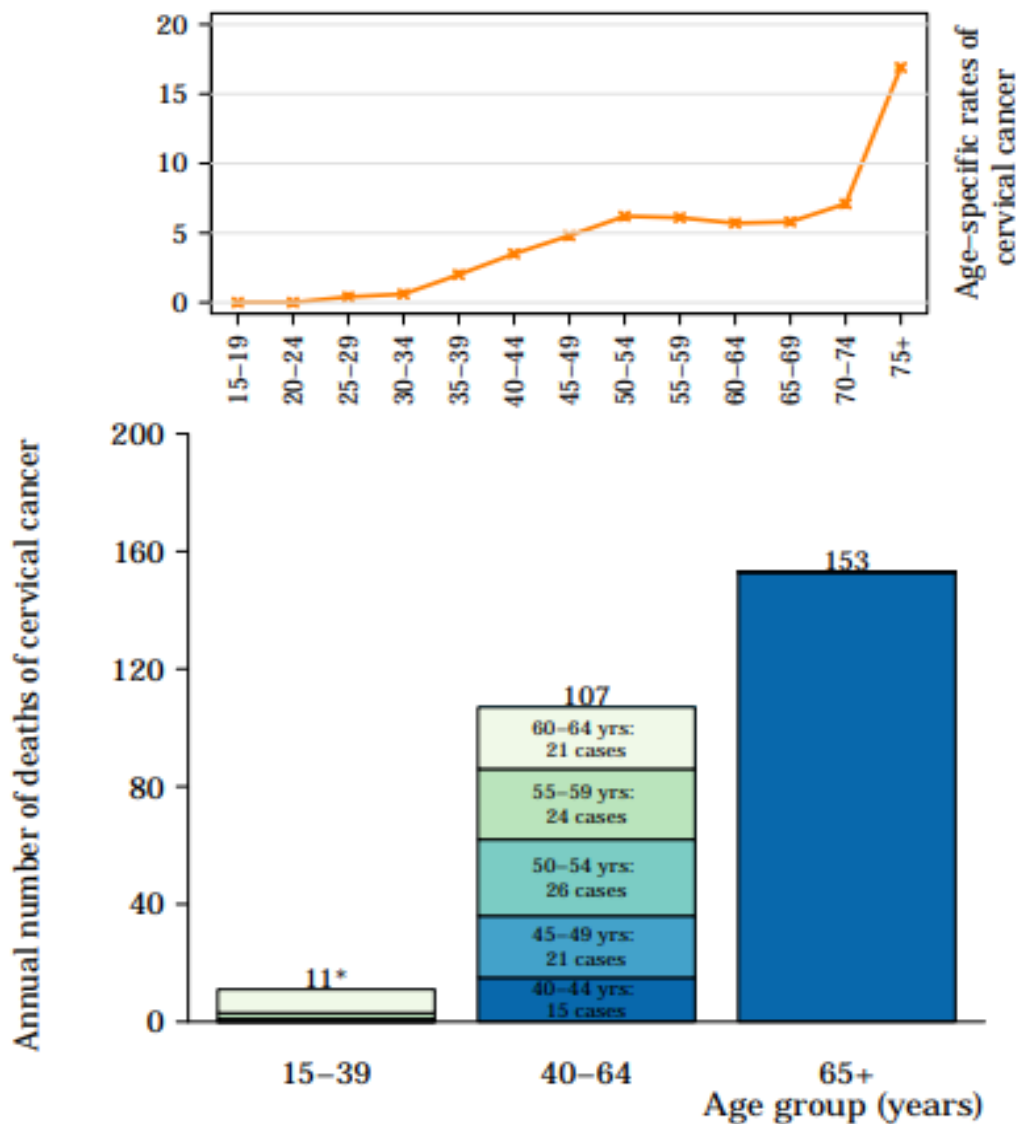 20
15
10
5
0
Age-specific rates of
cervical cancer
15-19
20-24
25-29
30-34
35-39
40-44
45-49
50-54
55-59
60-64
65-69
70-74
75+
Annual number of deaths of cervical cancer
200
160
120
80
40
0
11*
107
60-64 yrs:
21 cases
55-59 yrs:
24 cases
50-54 yrs:
26 cases
45-49 yrs:
21 cases
40-44 yrs:
15 cases
153
15-39
40-64
65+
Age group (years)